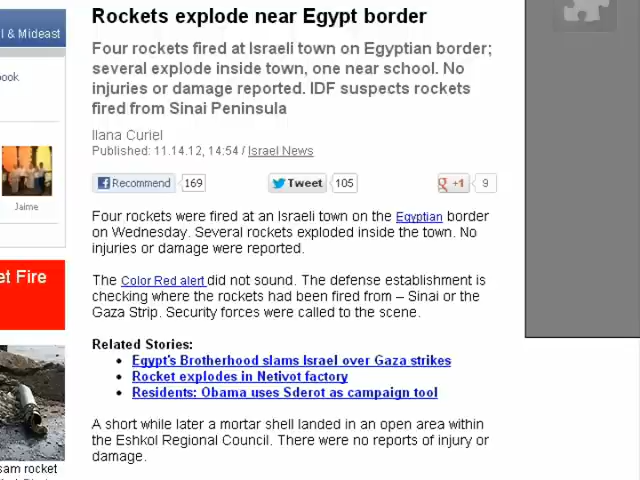 Rockets explode near Egypt border
l & Mideast
Four rockets fired at Israeli town on Egyptian border;
several explode inside town, one near school. No
injuries or damage reported. IDF suspects rockets
fired from Sinai Peninsula
book
Ilana Curiel
Published: 11.14.12, 14:54 / Israel News
Recommend 169 Tweet 105 g +1 9
Jaime
Four rockets were fired at an Israeli town on the Egyptian border
on Wednesday. Several rockets exploded inside the town. No
injuries or damage were reported.
et Fire
The Color Red alert did not sound. The defense establishment is
checking where the rockets had been fired from – Sinai or the
Gaza Strip. Security forces were called to the scene.
Related Stories:
• Egypt's Brotherhood slams Israel over Gaza strikes
• Rocket explodes in Netivot factory
• Residents: Obama uses Sderot as campaign tool
A short while later a mortar shell landed in an open area within
the Eshkol Regional Council. There were no reports of injury or
damage.
sam rocket